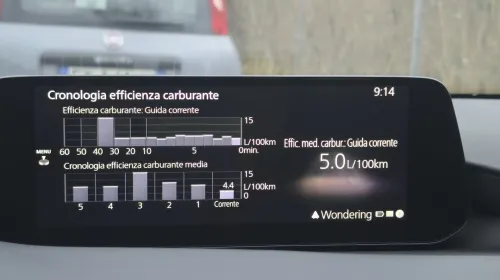 Cronologia efficienza carburante
9:14
Efficienza carburante: Guida corrente
15
L/100km
0
MENU
60 50 40 30 20 10 5 0min.
Effic. med. carbur.: Guida corrente
5.0L/100km
Cronologia efficienza carburante media
15
4.4
L/100km
0
5 4 3 2 1 Corrente
Wondering